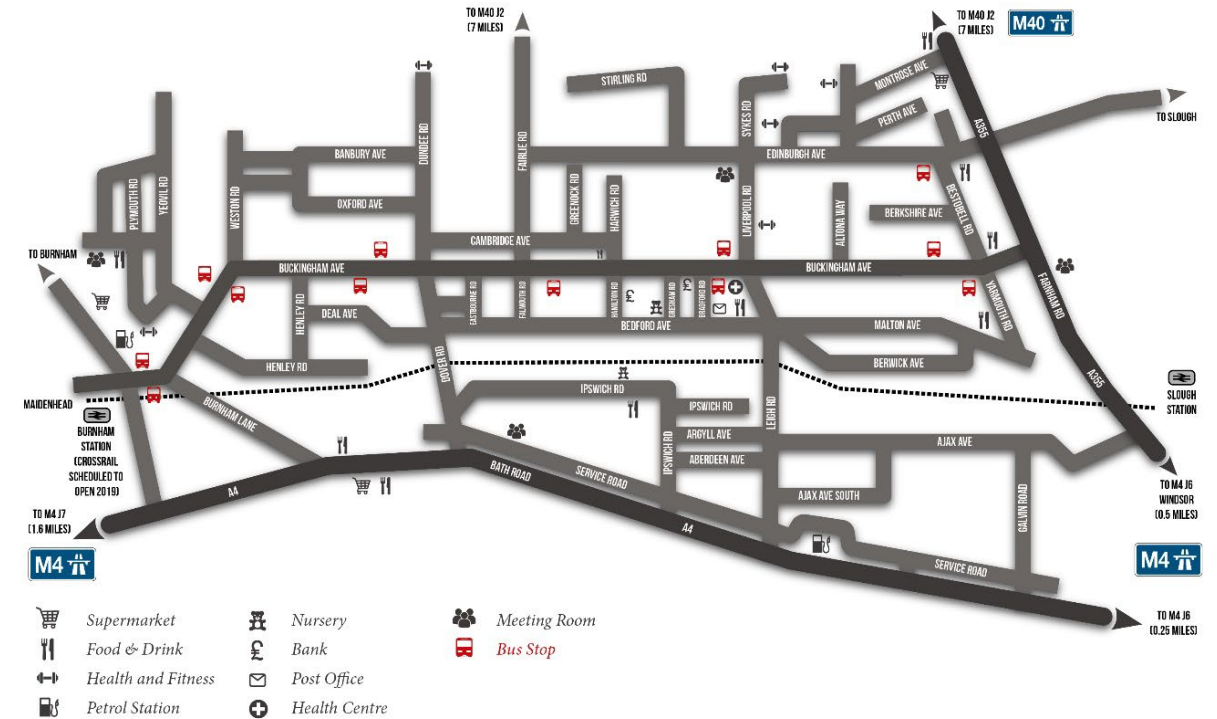 TO M40 J2
(7 MILES)
TO M40 J2
(7 MILES)
M40
STIRLING RD
MONTROSE AVE
SYKES RD
PERTH AVE
A355
TO SLOUGH
DUNDEE RD
FAIRLIE RD
BANBURY AVE
EDINBURGH AVE
PLYMOUTH RD
YEOVIL RD
WESTON RD
OXFORD AVE
GREENOCK RD
HARWICH RD
LIVERPOOL RD
ALTONA WAY
BERKSHIRE AVE
BESTOBELL RD
CAMBRIDGE AVE
TO BURNHAM
BUCKINGHAM AVE
BUCKINGHAM AVE
FARNHAM RD
HENLEY RD
DEAL AVE
EASTBOURNE RD
FALMOUTH RD
HAMILTON RD
£
GRESHAM RD
£
BRADFORD RD
YARMOUTH RD
BEDFORD AVE
MALTON AVE
HENLEY RD
DOVER RD
BERWICK AVE
A355
MAIDENHEAD
BURNHAM
STATION
(CROSSRAIL
SCHEDULED TO
OPEN 2019)
BURNHAM LANE
IPSWICH RD
IPSWICH RD
LEIGH RD
SLOUGH
STATION
ARGYLL AVE
AJAX AVE
IPSWICH RD
ABERDEEN AVE
BATH ROAD
SERVICE ROAD
A4
AJAX AVE SOUTH
GALVIN ROAD
TO M4 J6
WINDSOR
(0.5 MILES)
TO M4 J7
(1.6 MILES)
M4
A4
SERVICE ROAD
M4
TO M4 J6
(0.25 MILES)
Supermarket
Food & Drink
Health and Fitness
Petrol Station
Nursery
£ Bank
Post Office
Health Centre
Meeting Room
Bus Stop